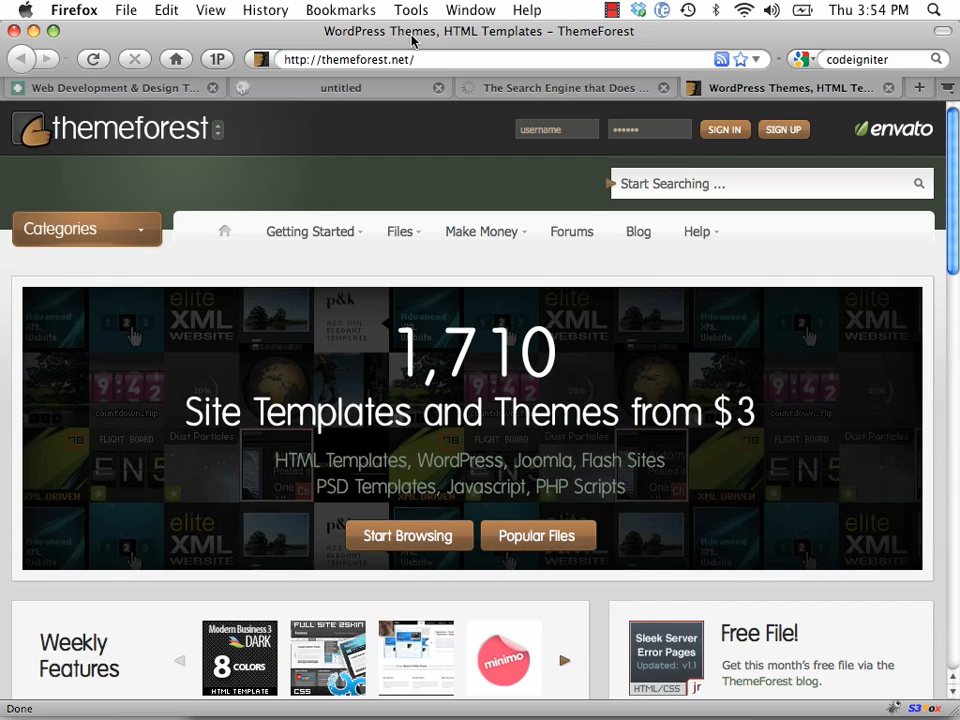 Firefox File Edit View History Bookmarks Tools Window Help Thu 3:54 PM
WordPress Themes, HTML Templates – ThemeForest
1P http://themeforest.net/ codeigniter
Web Development & Design T... untitled The Search Engine that Does ... WordPress Themes, HTML Te...
themeforest username SIGN IN SIGN UP envato
Start Searching ...
Categories Getting Started Files Make Money Forums Blog Help
1,710
Site Templates and Themes from $3
HTML Templates, WordPress, Joomla, Flash Sites
PSD Templates, Javascript, PHP Scripts
Start Browsing Popular Files
Weekly
Features
Modern Business 3
DARK
8 COLORS
HTML TEMPLATE
FULL SITE 2SKIN
CSS
minimo
Sleek Server
Error Pages
Updated: v1.1
HTML/CSS jr
Free File!
Get this month's free file via the
ThemeForest blog.
Done S3Fox